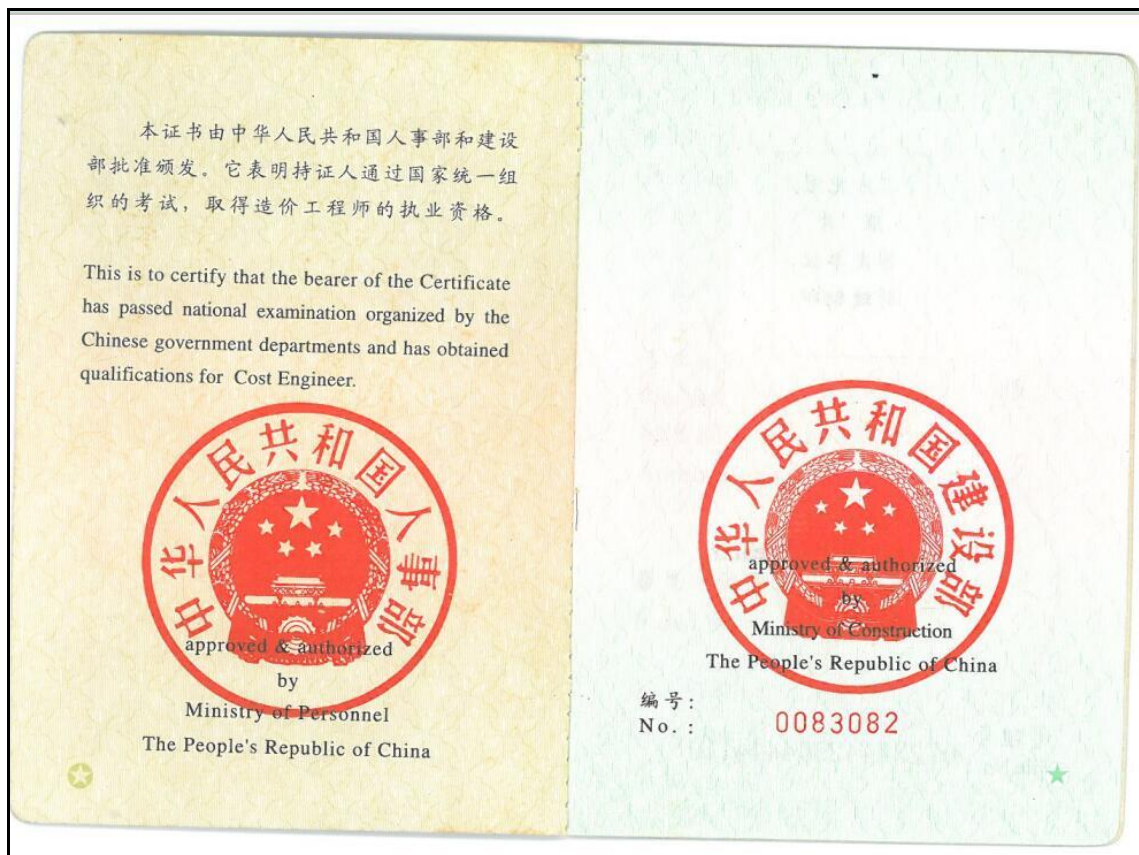 本证书由中华人民共和国人事部和建设
部批准颁发。它表明持证人通过国家统一组
织的考试，取得造价工程师的执业资格。
This is to certify that the bearer of the Certificate
has passed national examination organized by the
Chinese government departments and has obtained
qualifications for Cost Engineer.
中华人民共和国人事部
approved & authorized
by
Ministry of Personnel
The People's Republic of China
中华人民共和国建设部
approved & authorized
by
Ministry of Construction
The People's Republic of China
编号:
No.: 0083082